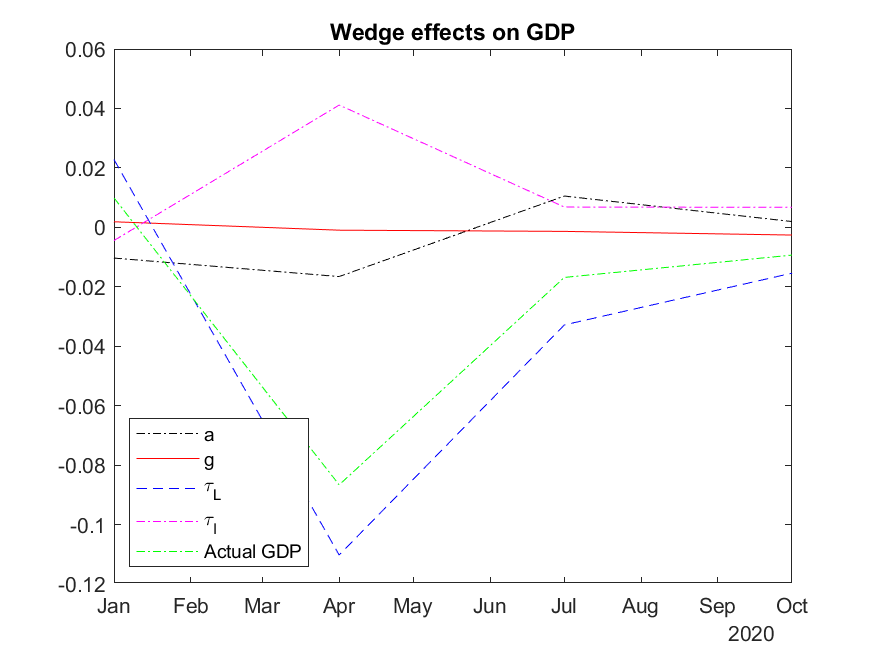 Wedge effects on GDP
0.06
0.04
0.02
0
-0.02
-0.04
-0.06
-0.08
-0.1
-0.12
a
g
τL
τI
Actual GDP
Jan Feb Mar Apr May Jun Jul Aug Sep Oct
2020